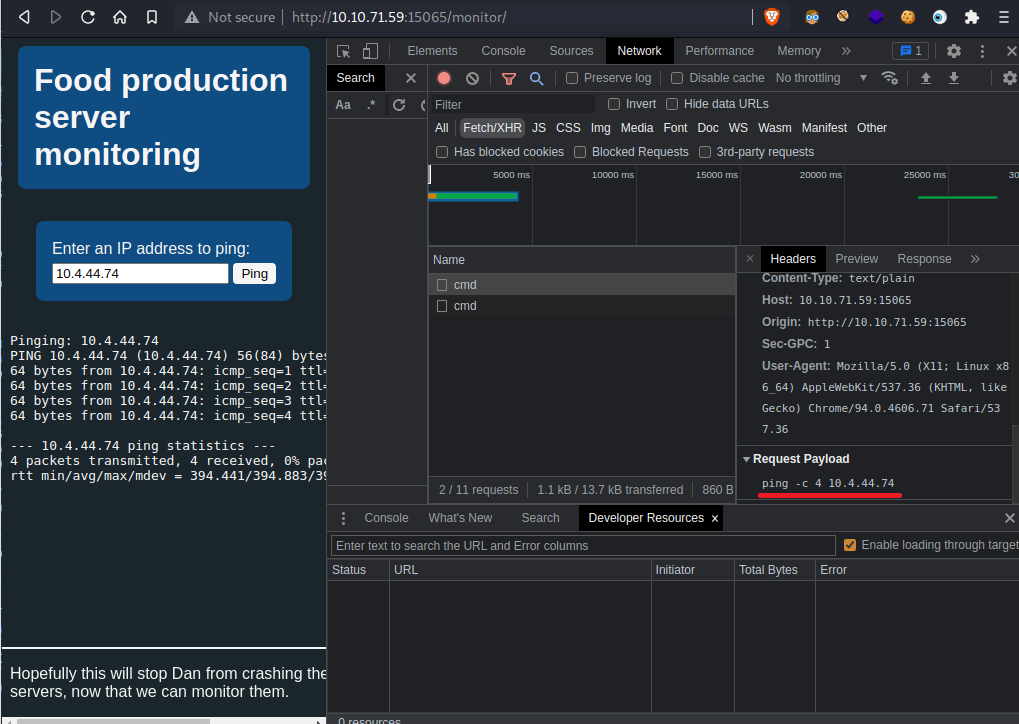 Not secure http://10.10.71.59:15065/monitor/
Food production
server
monitoring
Enter an IP address to ping:
10.4.44.74 Ping
Pinging: 10.4.44.74
PING 10.4.44.74 (10.4.44.74) 56(84) bytes
64 bytes from 10.4.44.74: icmp_seq=1 ttl=
64 bytes from 10.4.44.74: icmp_seq=2 ttl=
64 bytes from 10.4.44.74: icmp_seq=3 ttl=
64 bytes from 10.4.44.74: icmp_seq=4 ttl=
--- 10.4.44.74 ping statistics ---
4 packets transmitted, 4 received, 0% pac
rtt min/avg/max/mdev = 394.441/394.883/39
Hopefully this will stop Dan from crashing the
servers, now that we can monitor them.
Elements Console Sources Network Performance Memory » 1
Search
Aa .*
Preserve log Disable cache No throttling
Filter Invert Hide data URLs
All Fetch/XHR JS CSS Img Media Font Doc WS Wasm Manifest Other
Has blocked cookies Blocked Requests 3rd-party requests
5000 ms 10000 ms 15000 ms 20000 ms 25000 ms 30
Name
cmd
cmd
2 / 11 requests 1.1 kB / 13.7 kB transferred 860 B
Headers Preview Response »
Content-Type: text/plain
Host: 10.10.71.59:15065
Origin: http://10.10.71.59:15065
Sec-GPC: 1
User-Agent: Mozilla/5.0 (X11; Linux x8
6_64) AppleWebKit/537.36 (KHTML, like
Gecko) Chrome/94.0.4606.71 Safari/53
7.36
Request Payload
ping -c 4 10.4.44.74
Console What's New Search Developer Resources ×
Enter text to search the URL and Error columns Enable loading through target
Status URL Initiator Total Bytes Error
0 resources